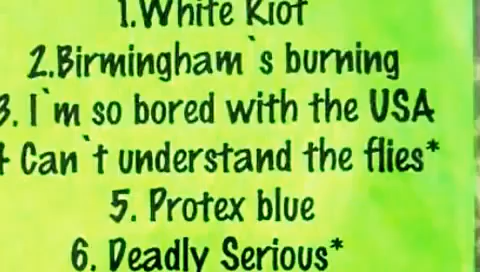 1.White Riot
2.Birmingham`s burning
3. I`m so bored with the USA
4 Can`t understand the flies*
5. Protex blue
6. Deadly Serious*